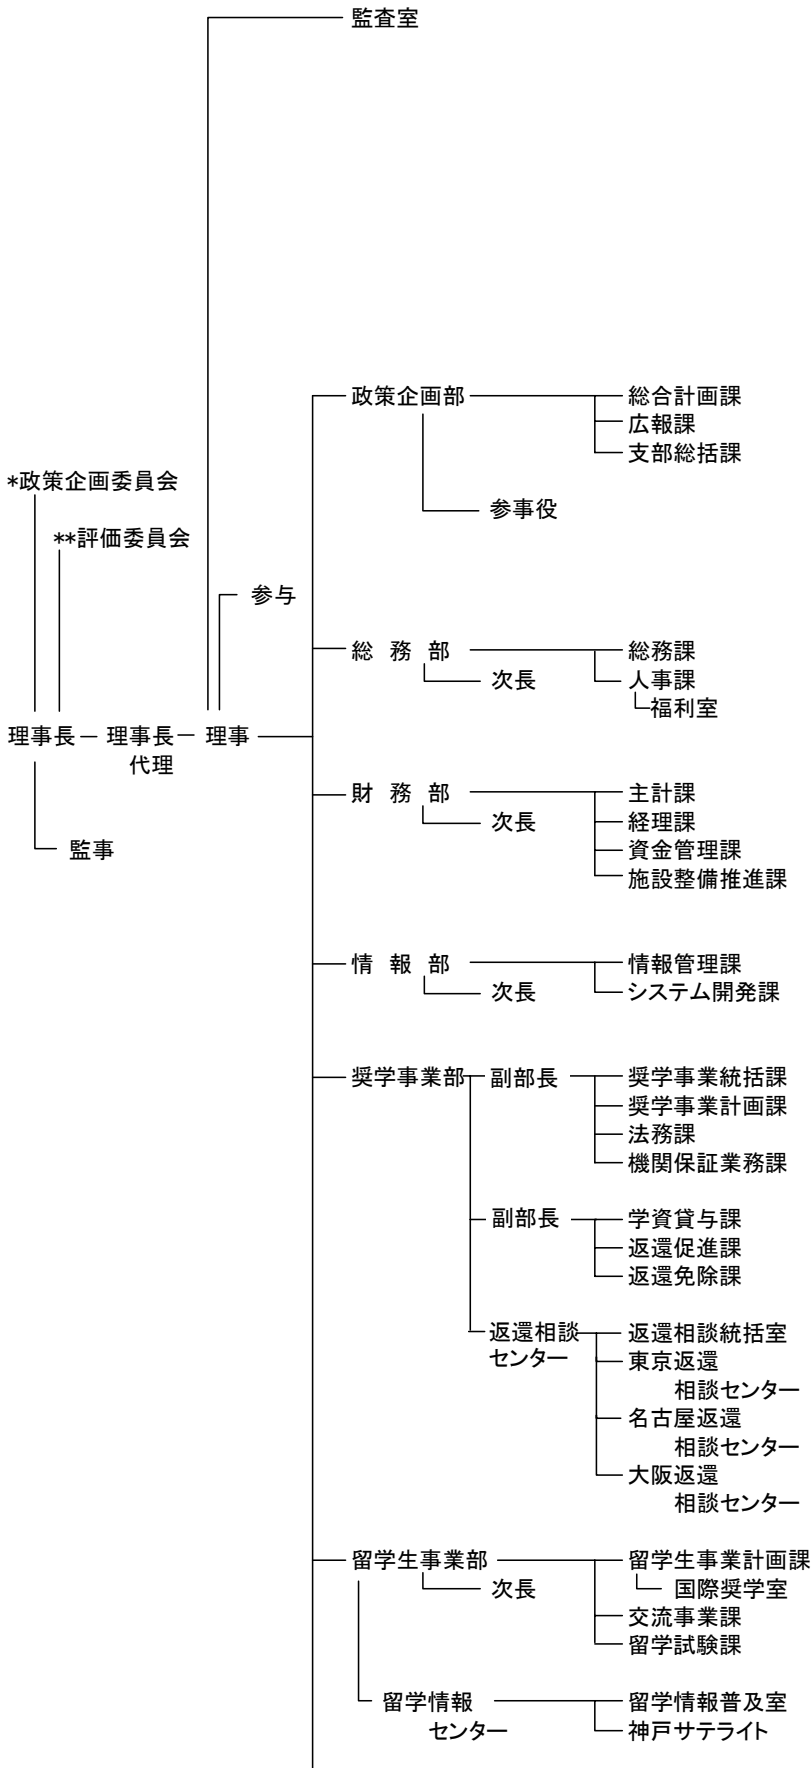 監査室
政策企画部
総合計画課
広報課
支部総括課
*政策企画委員会
参事役
**評価委員会
参与
総 務 部
総務課
次長
人事課
福利室
理事長
理事長
代理
理事
財 務 部
主計課
次長
経理課
監事
資金管理課
施設整備推進課
情 報 部
情報管理課
次長
システム開発課
奨学事業部
副部長
奨学事業統括課
奨学事業計画課
法務課
機関保証業務課
副部長
学資貸与課
返還促進課
返還免除課
返還相談
センター
返還相談統括室
東京返還
相談センター
名古屋返還
相談センター
大阪返還
相談センター
留学生事業部
留学生事業計画課
次長
国際奨学室
交流事業課
留学試験課
留学情報
センター
留学情報普及室
神戸サテライト